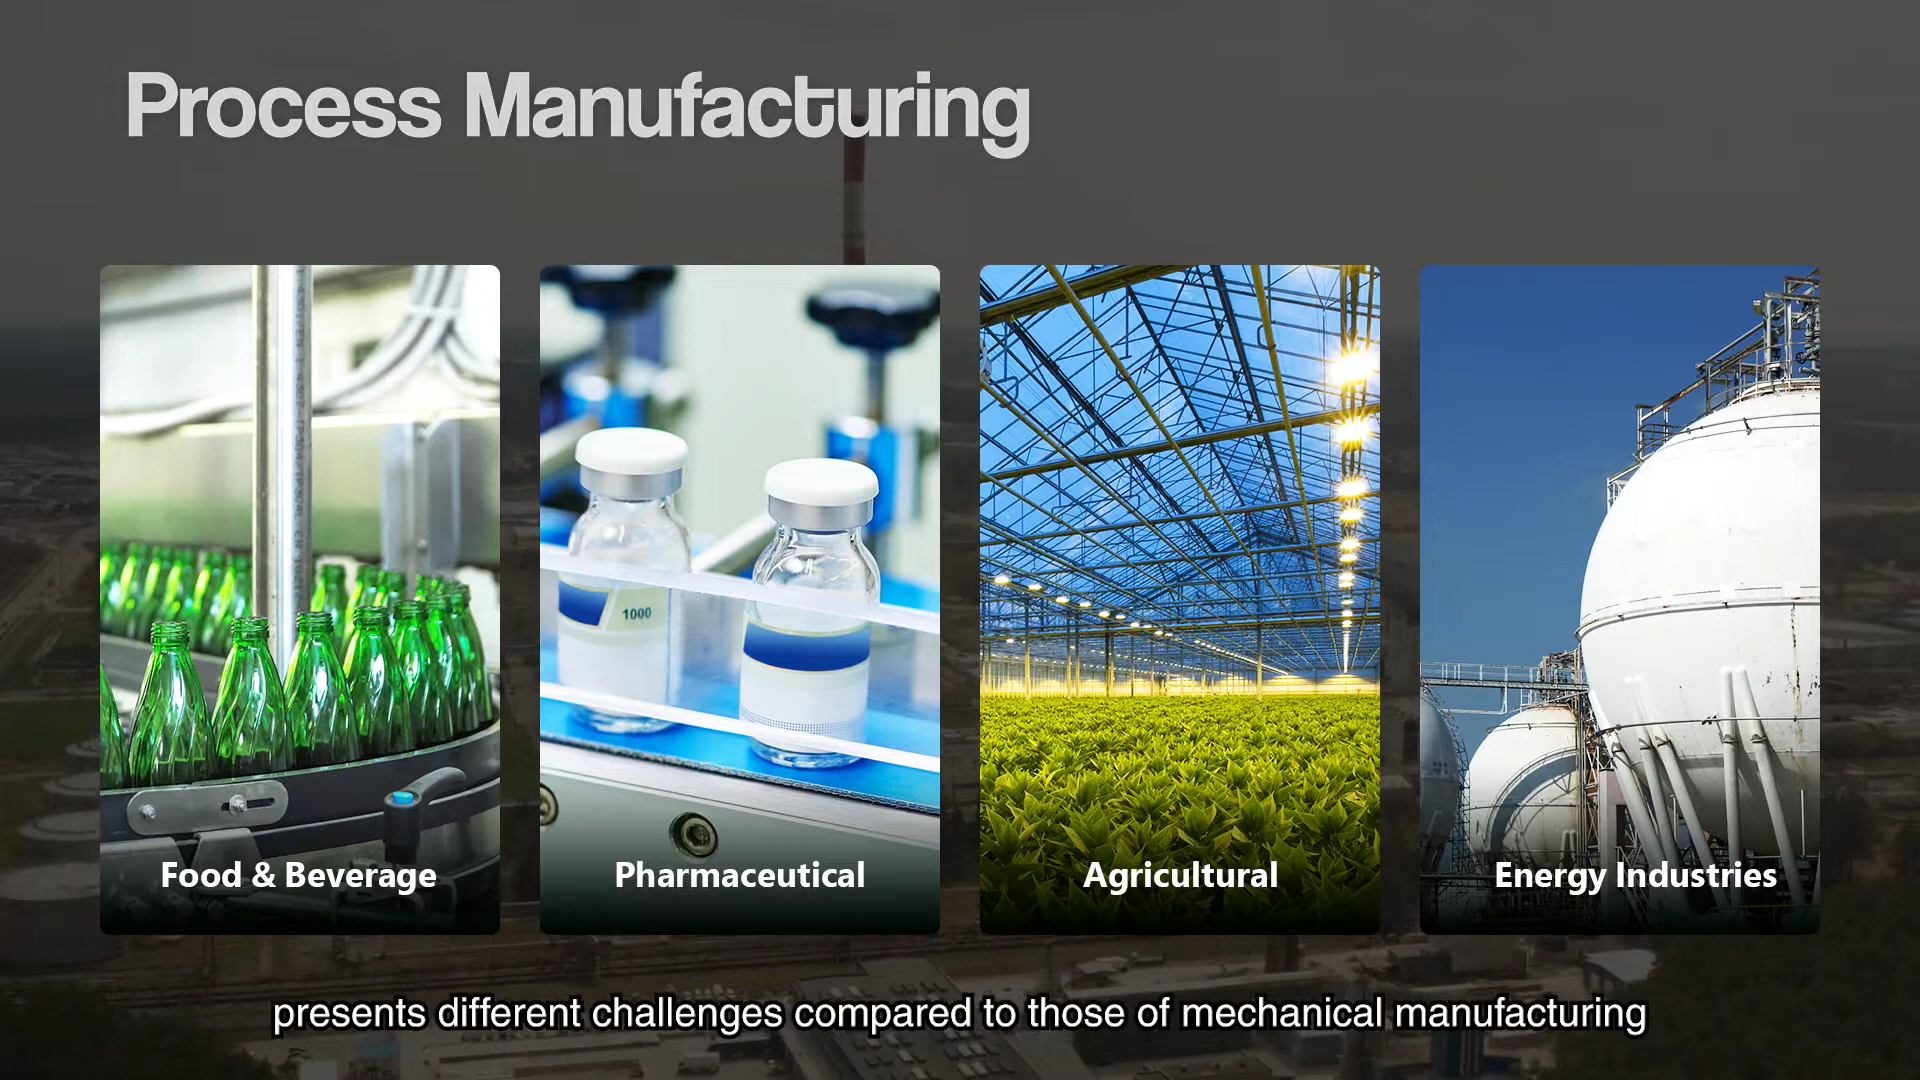 Process Manufacturing
1000
Food & Beverage
Pharmaceutical
Agricultural
Energy Industries
presents different challenges compared to those of mechanical manufacturing